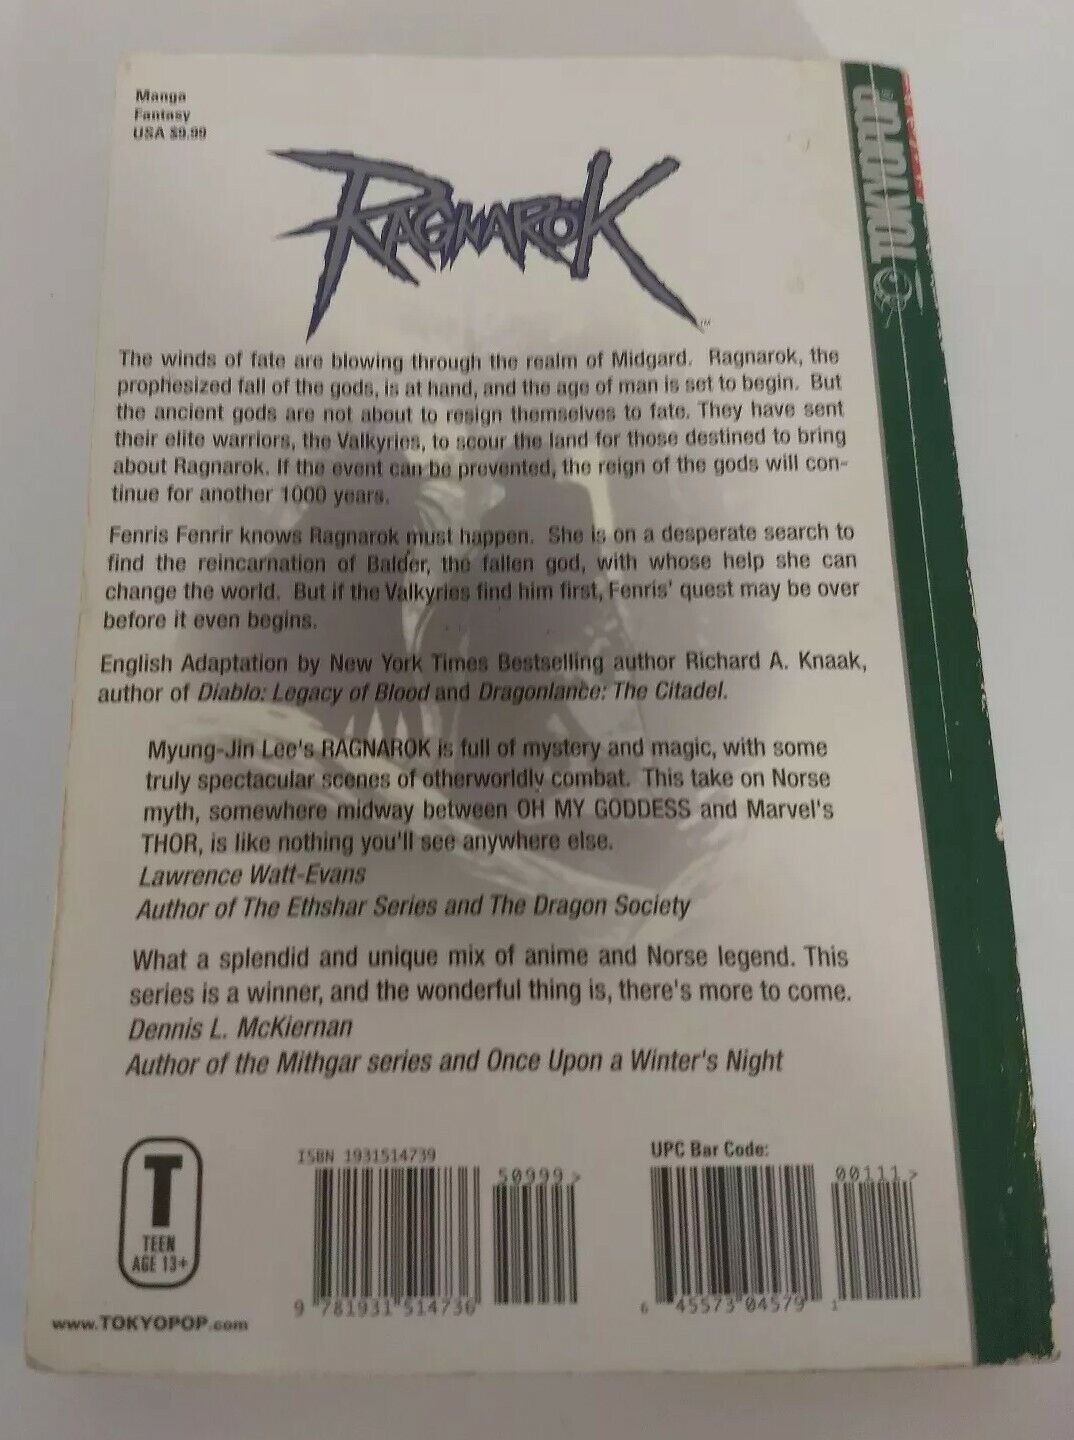 Manga
Fantasy
USA $9.99
RAGNARÖK
™
The winds of fate are blowing through the realm of Midgard. Ragnarok, the
prophesized fall of the gods, is at hand, and the age of man is set to begin. But
the ancient gods are not about to resign themselves to fate. They have sent
their elite warriors, the Valkyries, to scour the land for those destined to bring
about Ragnarok. If the event can be prevented, the reign of the gods will con-
tinue for another 1000 years.
Fenris Fenrir knows Ragnarok must happen. She is on a desperate search to
find the reincarnation of Balder, the fallen god, with whose help she can
change the world. But if the Valkyries find him first, Fenris' quest may be over
before it even begins.
English Adaptation by New York Times Bestselling author Richard A. Knaak,
author of Diablo: Legacy of Blood and Dragonlance: The Citadel.
Myung-Jin Lee's RAGNAROK is full of mystery and magic, with some
truly spectacular scenes of otherworldly combat. This take on Norse
myth, somewhere midway between OH MY GODDESS and Marvel's
THOR, is like nothing you'll see anywhere else.
Lawrence Watt-Evans
Author of The Ethshar Series and The Dragon Society
What a splendid and unique mix of anime and Norse legend. This
series is a winner, and the wonderful thing is, there's more to come.
Dennis L. McKiernan
Author of the Mithgar series and Once Upon a Winter's Night
T
TEEN
AGE 13+
www.TOKYOPOP.com
ISBN 1931514739
50999>
9 781931 514736
UPC Bar Code:
00111>
6 45573 04579 1
TOKYOPOP®